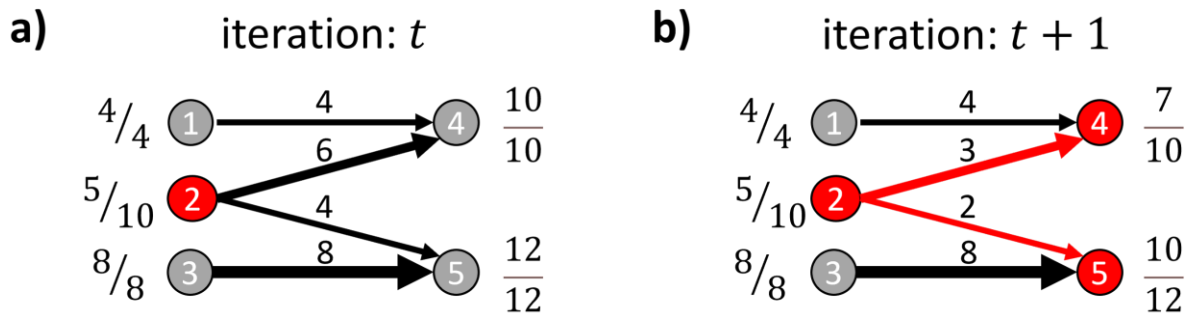 a) iteration: t
4/4 1 4 4 10/10
6
5/10 2
4
8/8 3 8 5 12/12
b) iteration: t + 1
4/4 1 4 4 7/10
3
5/10 2
2
8/8 3 8 5 10/12